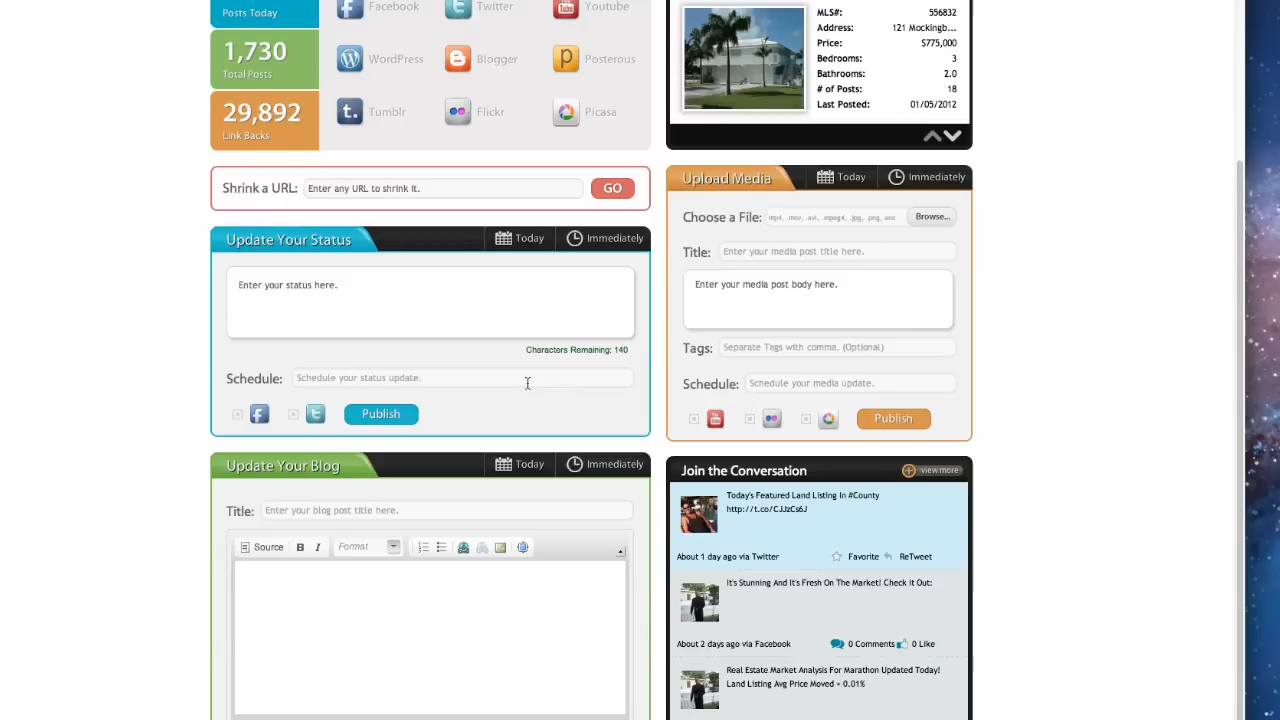 Posts Today
1,730
Total Posts
29,892
Link Backs
Facebook
Twitter
Youtube
WordPress
Blogger
Posterous
Tumblr
Flickr
Picasa
MLS#: 556832
Address: 121 Mockingb...
Price: $775,000
Bedrooms: 3
Bathrooms: 2.0
# of Posts: 18
Last Posted: 01/05/2012
Shrink a URL: Enter any URL to shrink it. GO
Update Your Status Today Immediately
Enter your status here.
Characters Remaining: 140
Schedule: Schedule your status update.
Publish
Upload Media Today Immediately
Choose a File: mp4, .mov, .avi, .mpeg4, .jpg, .png, and Browse...
Title: Enter your media post title here.
Enter your media post body here.
Tags: Separate Tags with comma. (Optional)
Schedule: Schedule your media update.
Publish
Update Your Blog Today Immediately
Title: Enter your blog post title here.
Source B I Format
Join the Conversation view more
Today's Featured Land Listing In #County
http://t.co/CJJzCs6J
About 1 day ago via Twitter Favorite ReTweet
It's Stunning And It's Fresh On The Market! Check It Out:
About 2 days ago via Facebook 0 Comments 0 Like
Real Estate Market Analysis For Marathon Updated Today!
Land Listing Avg Price Moved + 0.01%